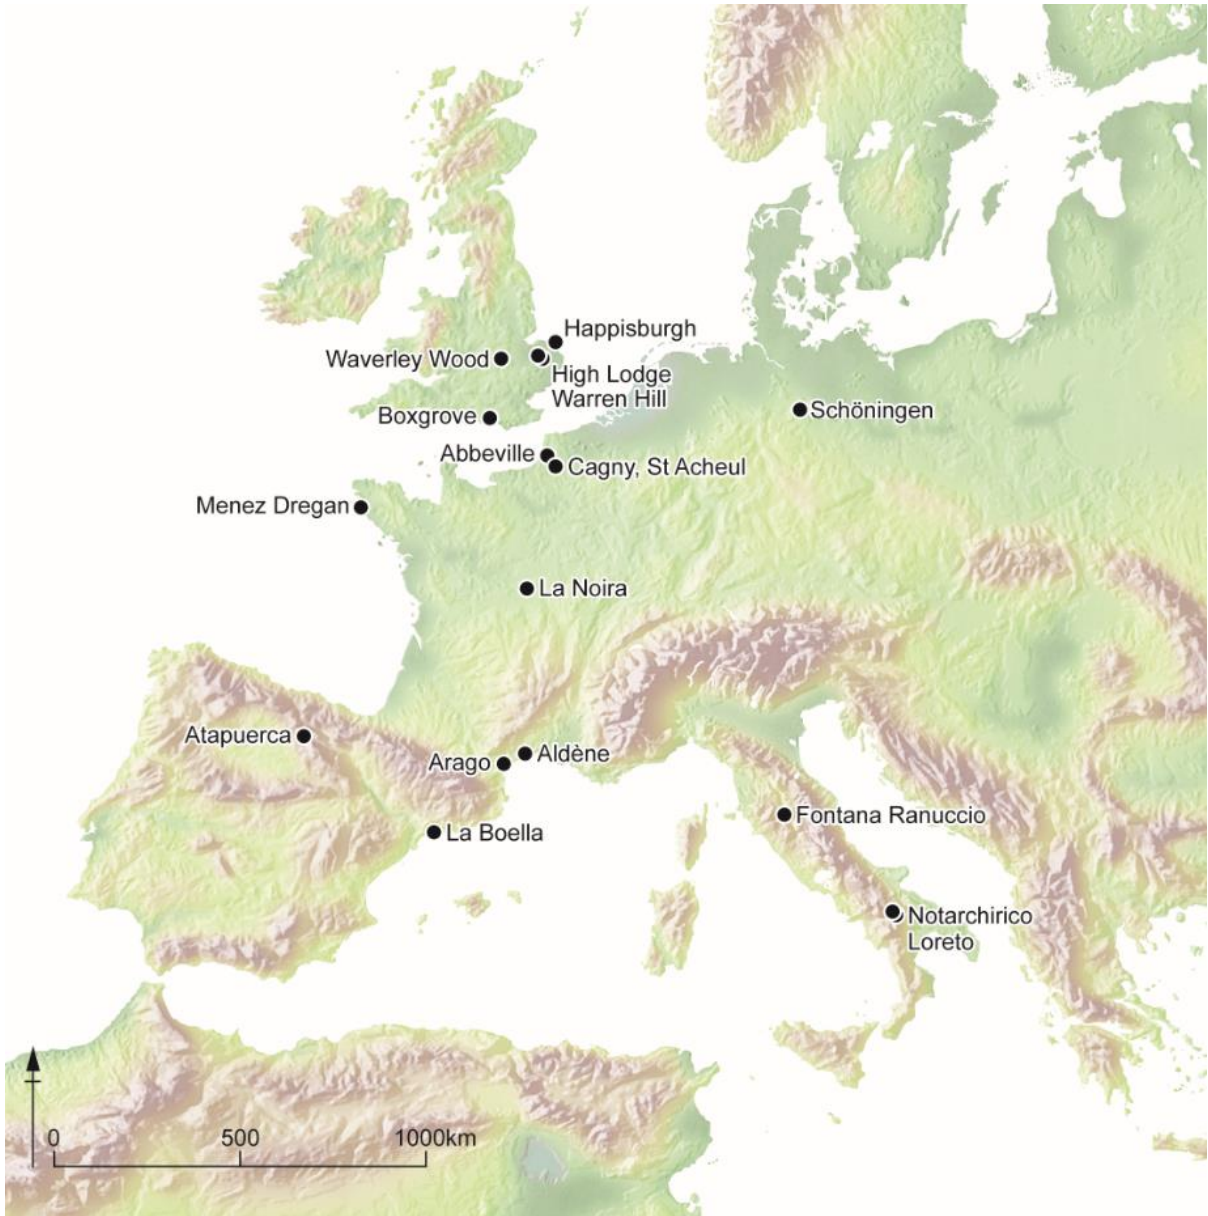 Happisburgh
Waverley Wood
High Lodge
Warren Hill
Boxgrove
Schöningen
Abbeville
Cagny, St Acheul
Menez Dregan
La Noira
Atapuerca
Aldène
Arago
Fontana Ranuccio
La Boella
Notarchirico
Loreto
0 500 1000km